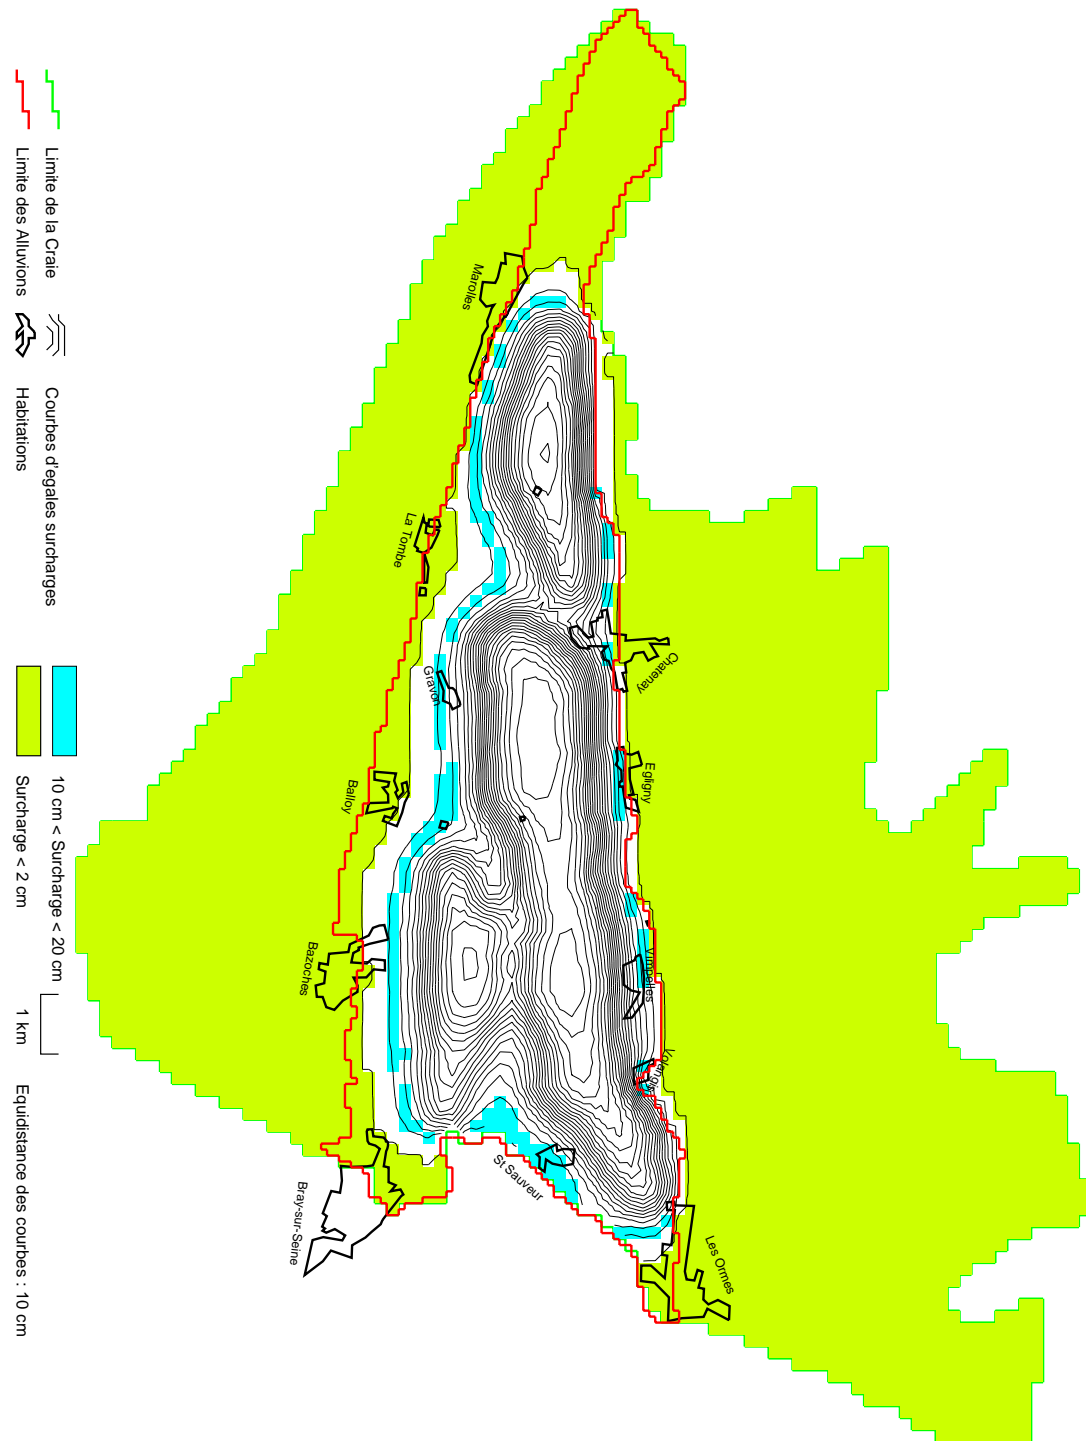 Marolles
La Tombe
Chatenay
Gravon
Egligny
Balloy
Vimpelles
Bazoches
Volangis
St Sauveur
Bray-sur-Seine
Les Ormes
Limite de la Craie
Limite des Alluvions
Courbes d'egales surcharges
Habitations
10 cm < Surcharge < 20 cm
Surcharge < 2 cm
1 km
Equidistance des courbes : 10 cm